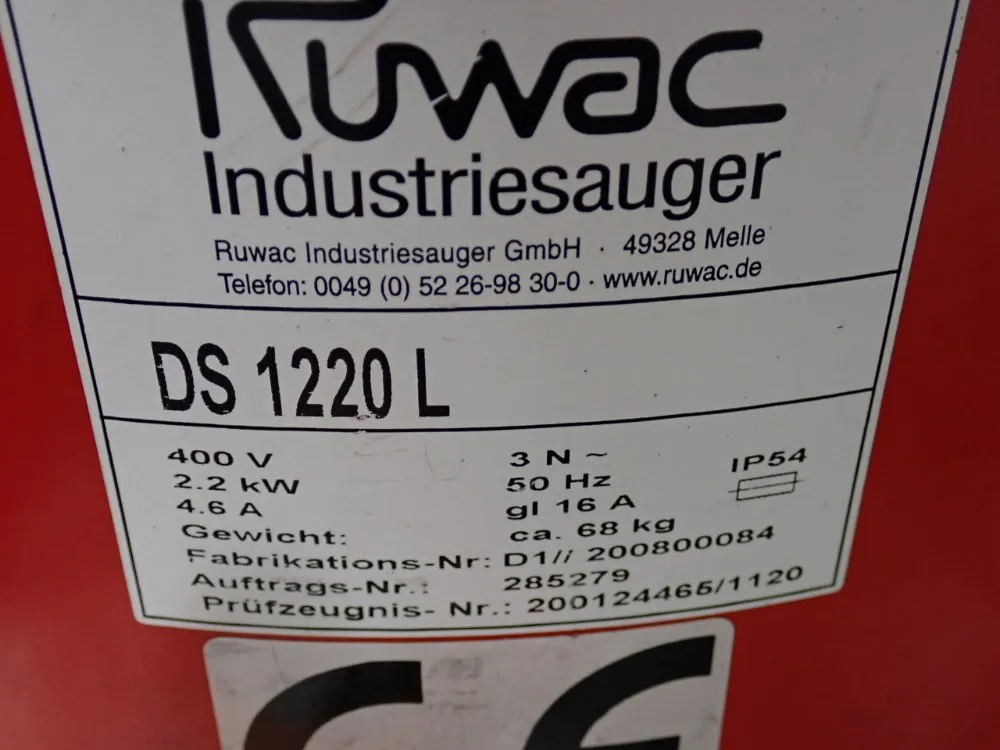 Ruwac
Industriesauger
Ruwac Industriesauger GmbH · 49328 Melle
Telefon: 0049 (0) 52 26-98 30-0 · www.ruwac.de
DS 1220 L
400 V 3 N ~ IP54
2.2 kW 50 Hz
4.6 A gl 16 A
Gewicht: ca. 68 kg
Fabrikations-Nr: D1// 200800084
Auftrags-Nr.: 285279
Prüfzeugnis- Nr.: 200124465/1120
CE